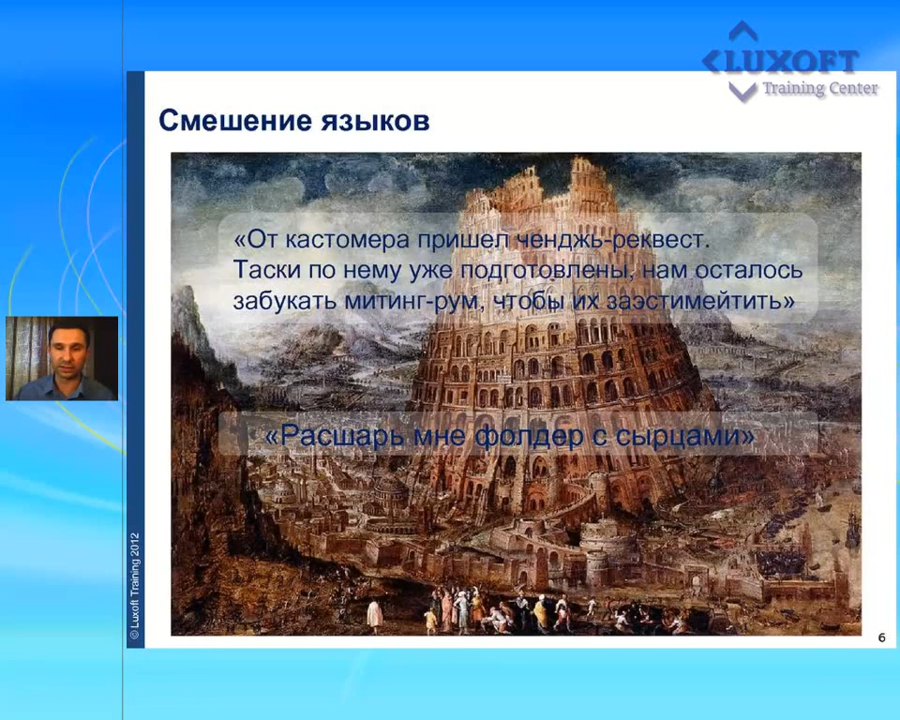 LUXOFT
Training Center
Смешение языков
«От кастомера пришел ченджь-реквест.
Таски по нему уже подготовлены, нам осталось
забукать митинг-рум, чтобы их заэстимейтить»
«Расшарь мне фолдер с сырцами»
© Luxoft Training 2012
6